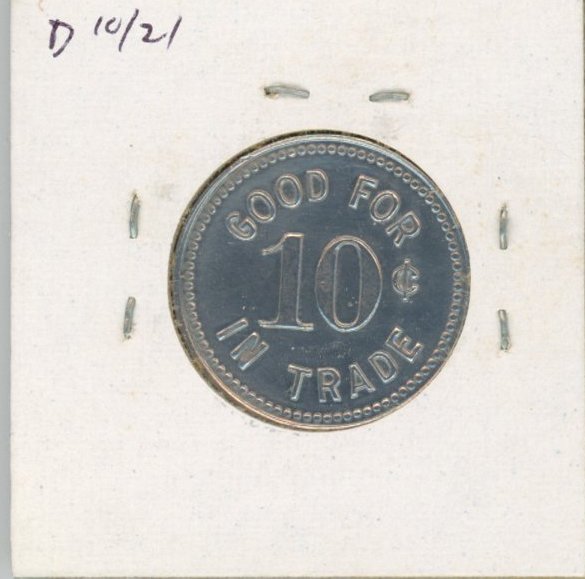 D 10/21
GOOD FOR
10 ¢
IN TRADE